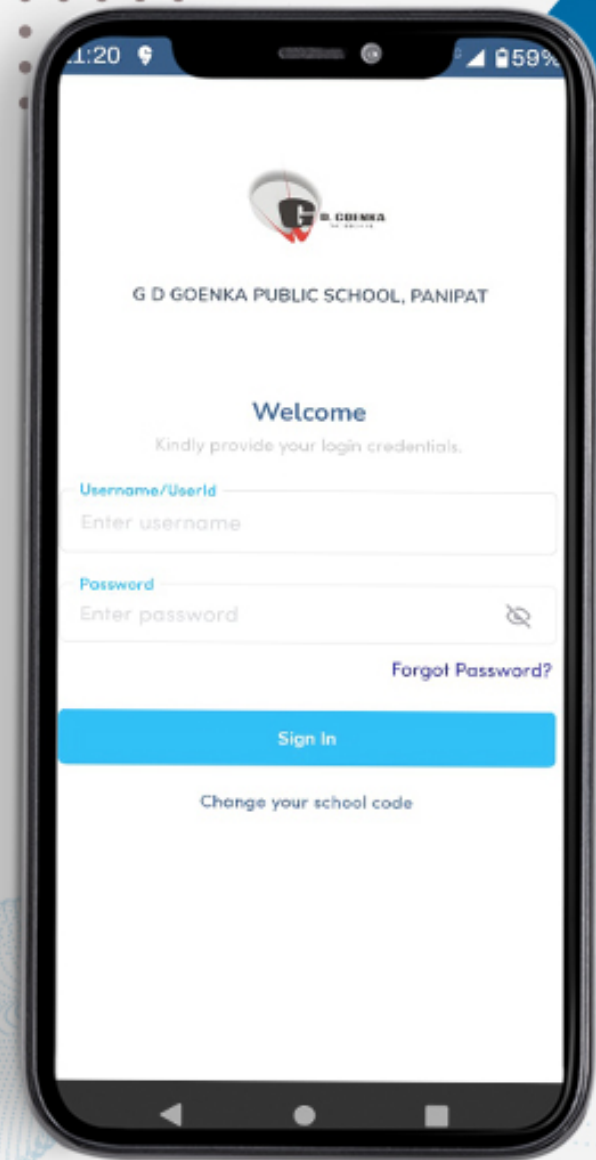 1:20 59%
D. GOENKA
G D GOENKA PUBLIC SCHOOL, PANIPAT
Welcome
Kindly provide your login credentials.
Username/UserId
Enter username
Password
Enter password
Forgot Password?
Sign In
Change your school code